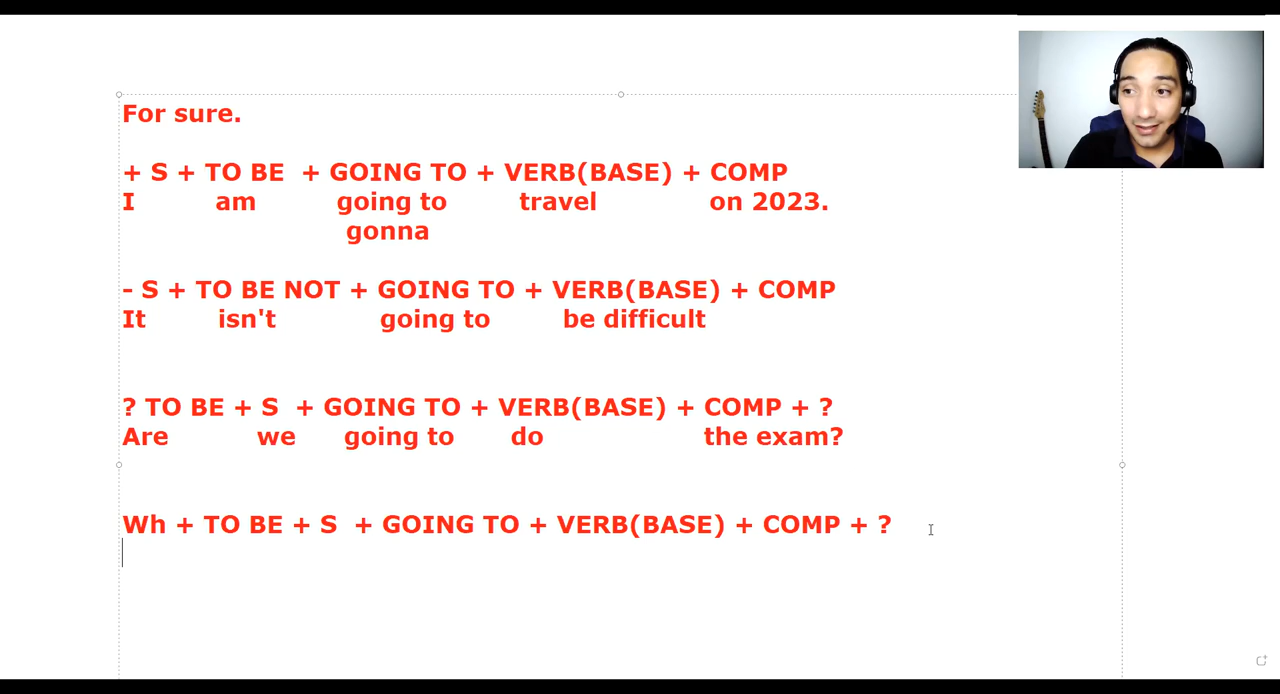 For sure.
+ S + TO BE + GOING TO + VERB(BASE) + COMP
I am going to travel on 2023.
gonna
- S + TO BE NOT + GOING TO + VERB(BASE) + COMP
It isn't going to be difficult
? TO BE + S + GOING TO + VERB(BASE) + COMP + ?
Are we going to do the exam?
Wh + TO BE + S + GOING TO + VERB(BASE) + COMP + ?